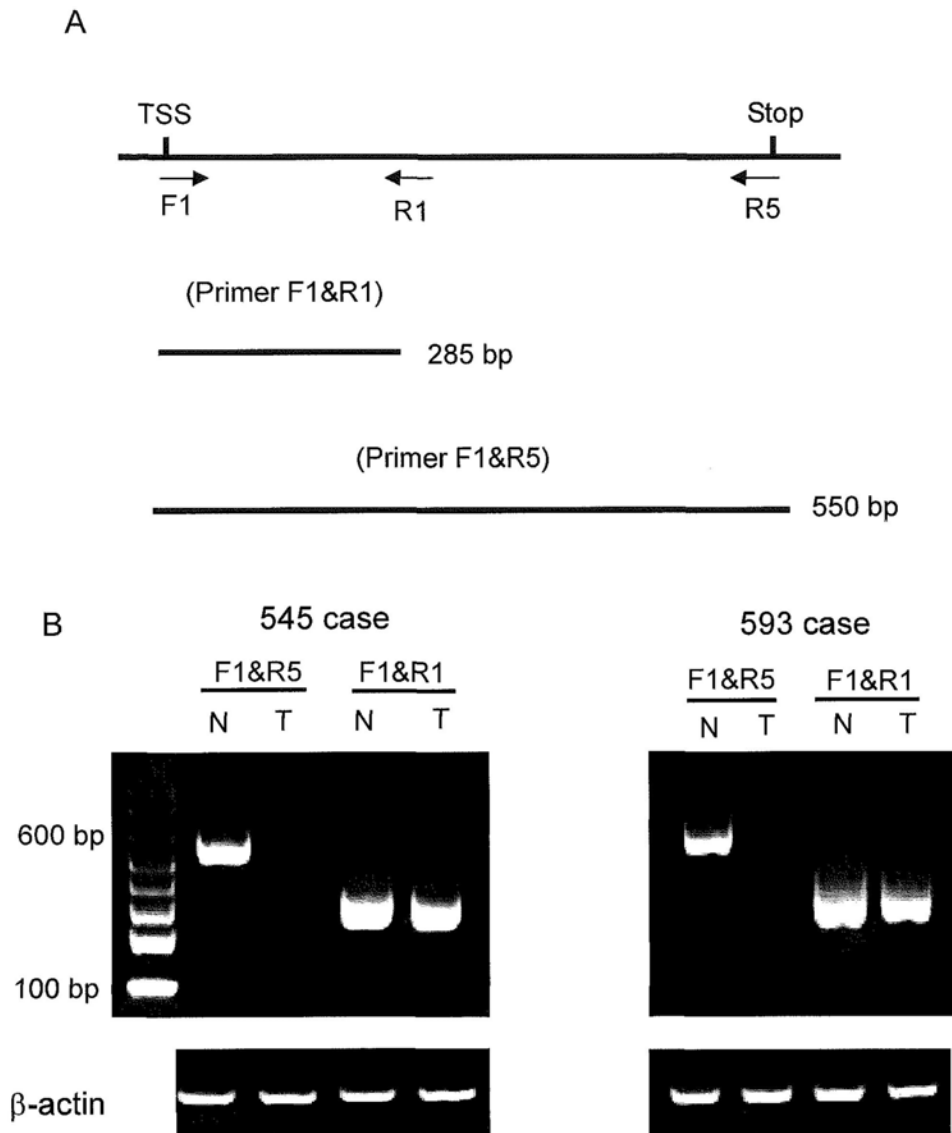 A
TSS Stop
F1 R1 R5
(Primer F1&R1)
285 bp
(Primer F1&R5)
550 bp
B 545 case 593 case
F1&R5 F1&R1 F1&R5 F1&R1
N T N T N T N T
600 bp
100 bp
β-actin